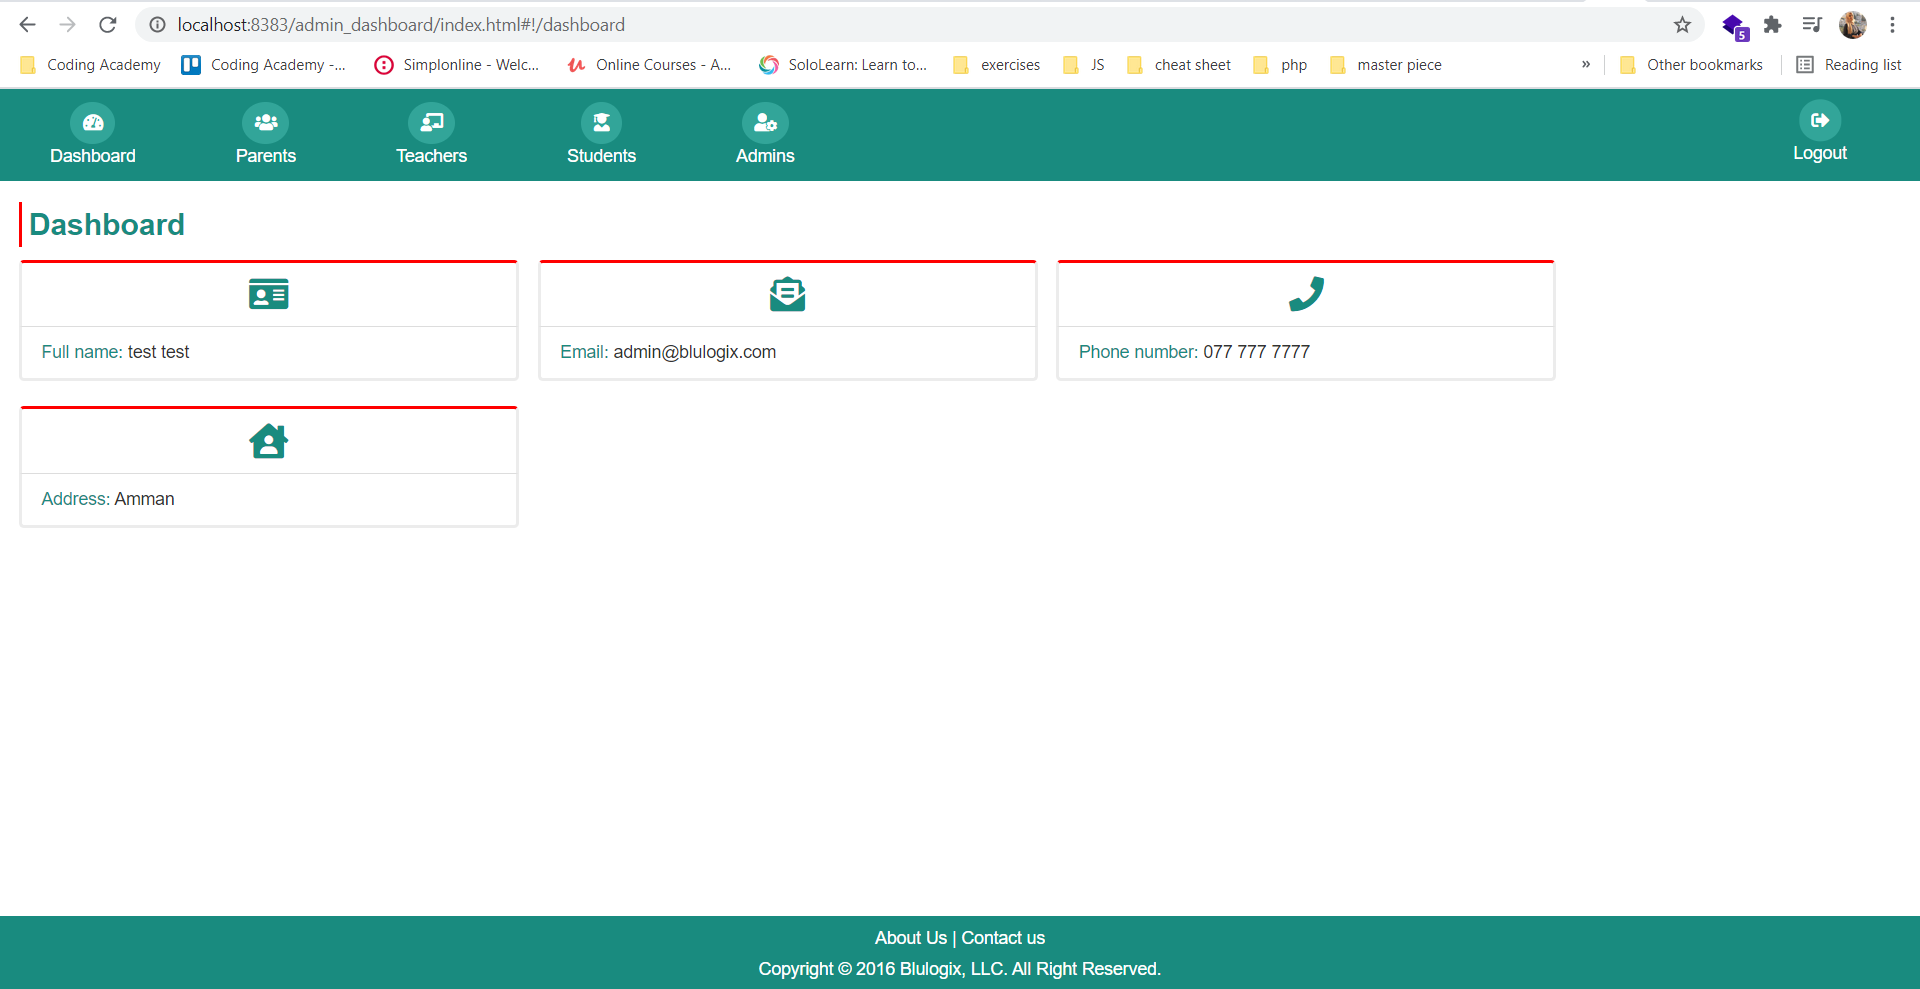 localhost:8383/admin_dashboard/index.html#!/dashboard
5
Coding Academy Coding Academy -... Simplonline - Welc... Online Courses - A... SoloLearn: Learn to... exercises JS cheat sheet php master piece » Other bookmarks Reading list
Dashboard Parents Teachers Students Admins Logout
Dashboard
Full name: test test Email: admin@blulogix.com Phone number: 077 777 7777
Address: Amman
About Us | Contact us
Copyright © 2016 Blulogix, LLC. All Right Reserved.